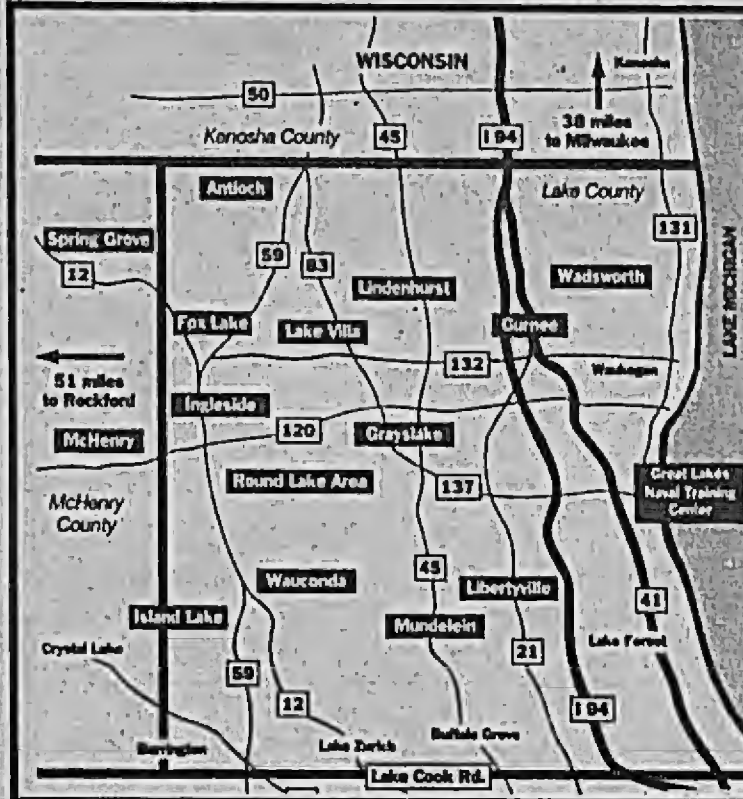 WISCONSIN
Kenosha
50
Kenosha County
45
I 94
38 miles
to Milwaukee
Antioch
Lake County
131
Spring Grove
12
59
83
Lindenhurst
Wadsworth
LAKE MICHIGAN
Fox Lake
Lake Villa
Gurnee
51 miles
to Rockford
132
Waukegan
Ingleside
McHenry
120
Grayslake
Round Lake Area
137
Great Lakes
Naval Training
Center
McHenry
County
45
Wauconda
Libertyville
41
Island Lake
Mundelein
Crystal Lake
59
21
Lake Forest
12
I 94
Barrington
Lake Zurich
Buffalo Grove
Lake Cook Rd.